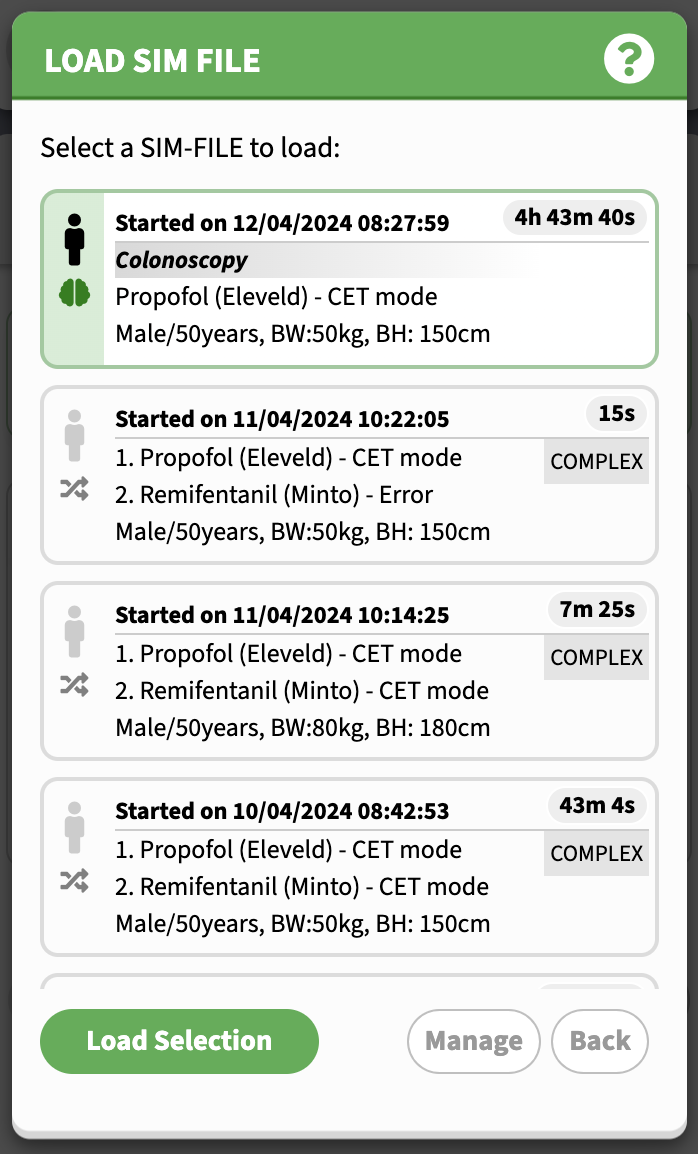 LOAD SIM FILE
?
Select a SIM-FILE to load:
Started on 12/04/2024 08:27:59
4h 43m 40s
Colonoscopy
Propofol (Eleveld) - CET mode
Male/50years, BW:50kg, BH: 150cm
Started on 11/04/2024 10:22:05
15s
1. Propofol (Eleveld) - CET mode
COMPLEX
2. Remifentanil (Minto) - Error
Male/50years, BW:50kg, BH: 150cm
Started on 11/04/2024 10:14:25
7m 25s
1. Propofol (Eleveld) - CET mode
COMPLEX
2. Remifentanil (Minto) - CET mode
Male/50years, BW:80kg, BH: 180cm
Started on 10/04/2024 08:42:53
43m 4s
1. Propofol (Eleveld) - CET mode
COMPLEX
2. Remifentanil (Minto) - CET mode
Male/50years, BW:50kg, BH: 150cm
Load Selection
Manage
Back